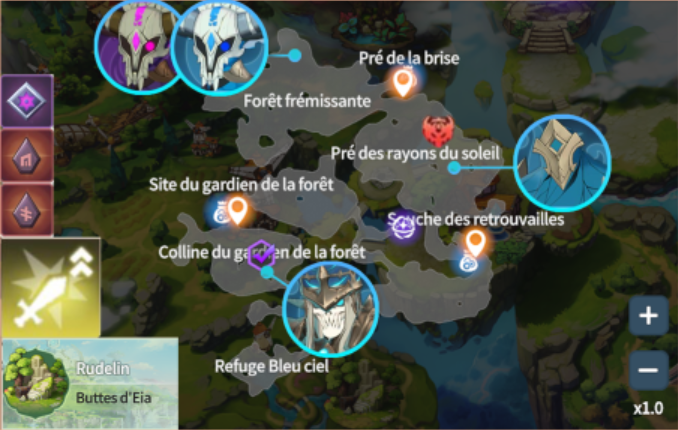 Pré de la brise
Forêt frémissante
Pré des rayons du soleil
Site du gardien de la forêt
Souche des retrouvailles
Colline du gardien de la forêt
Refuge Bleu ciel
Rudelin
Buttes d'Eia
+
−
x1.0